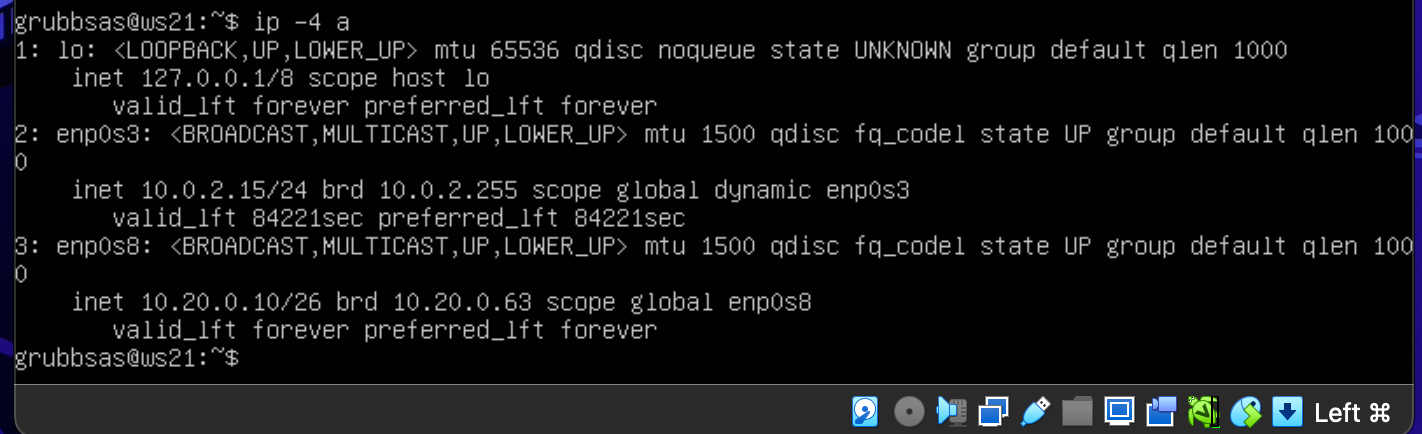 grubbsas@ws21:~$ ip -4 a
1: lo: <LOOPBACK,UP,LOWER_UP> mtu 65536 qdisc noqueue state UNKNOWN group default qlen 1000
    inet 127.0.0.1/8 scope host lo
       valid_lft forever preferred_lft forever
2: enp0s3: <BROADCAST,MULTICAST,UP,LOWER_UP> mtu 1500 qdisc fq_codel state UP group default qlen 100
0
    inet 10.0.2.15/24 brd 10.0.2.255 scope global dynamic enp0s3
       valid_lft 84221sec preferred_lft 84221sec
3: enp0s8: <BROADCAST,MULTICAST,UP,LOWER_UP> mtu 1500 qdisc fq_codel state UP group default qlen 100
0
    inet 10.20.0.10/26 brd 10.20.0.63 scope global enp0s8
       valid_lft forever preferred_lft forever
grubbsas@ws21:~$
Left ⌘